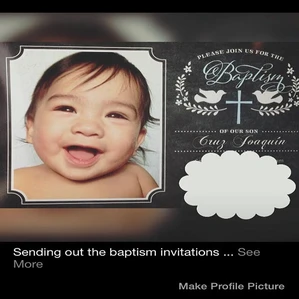 PLEASE JOIN US FOR THE
Baptism
OF OUR SON
Cruz Joaquin
Sending out the baptism invitations ... See
More
Make Profile Picture